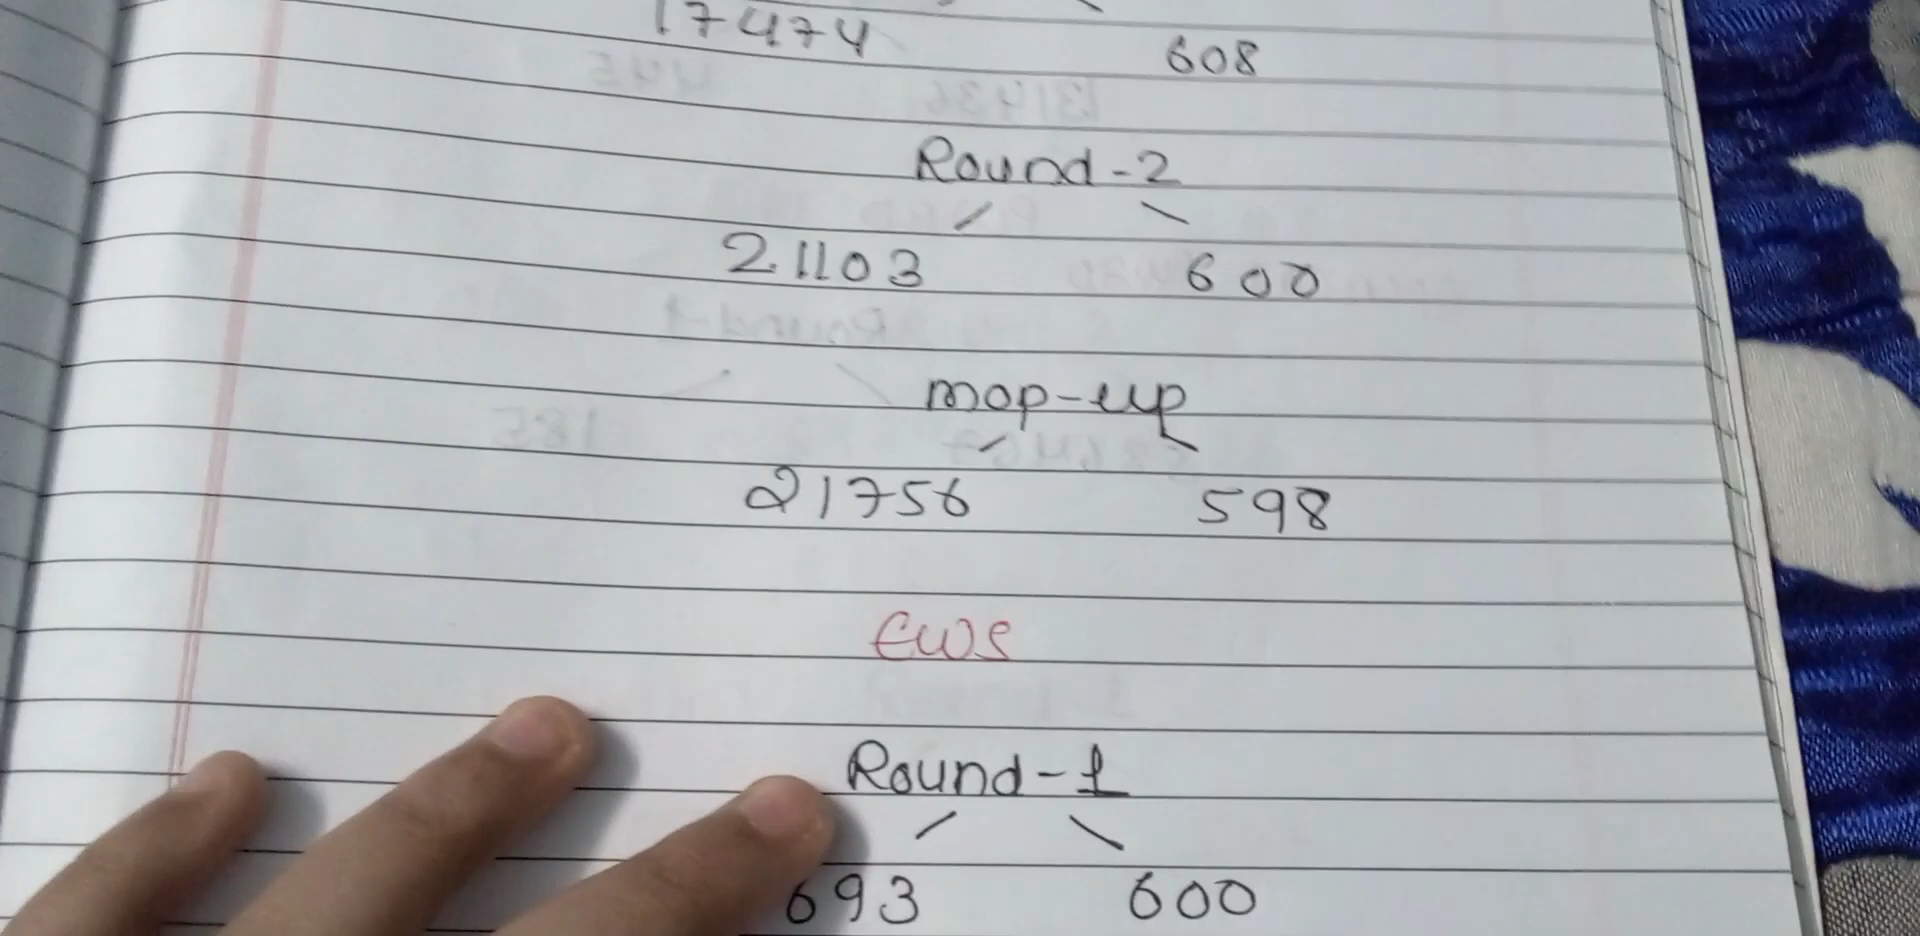 17474 608
Round-2
21103 600
mop-up
21756 598
EWS
Round-1
693 600